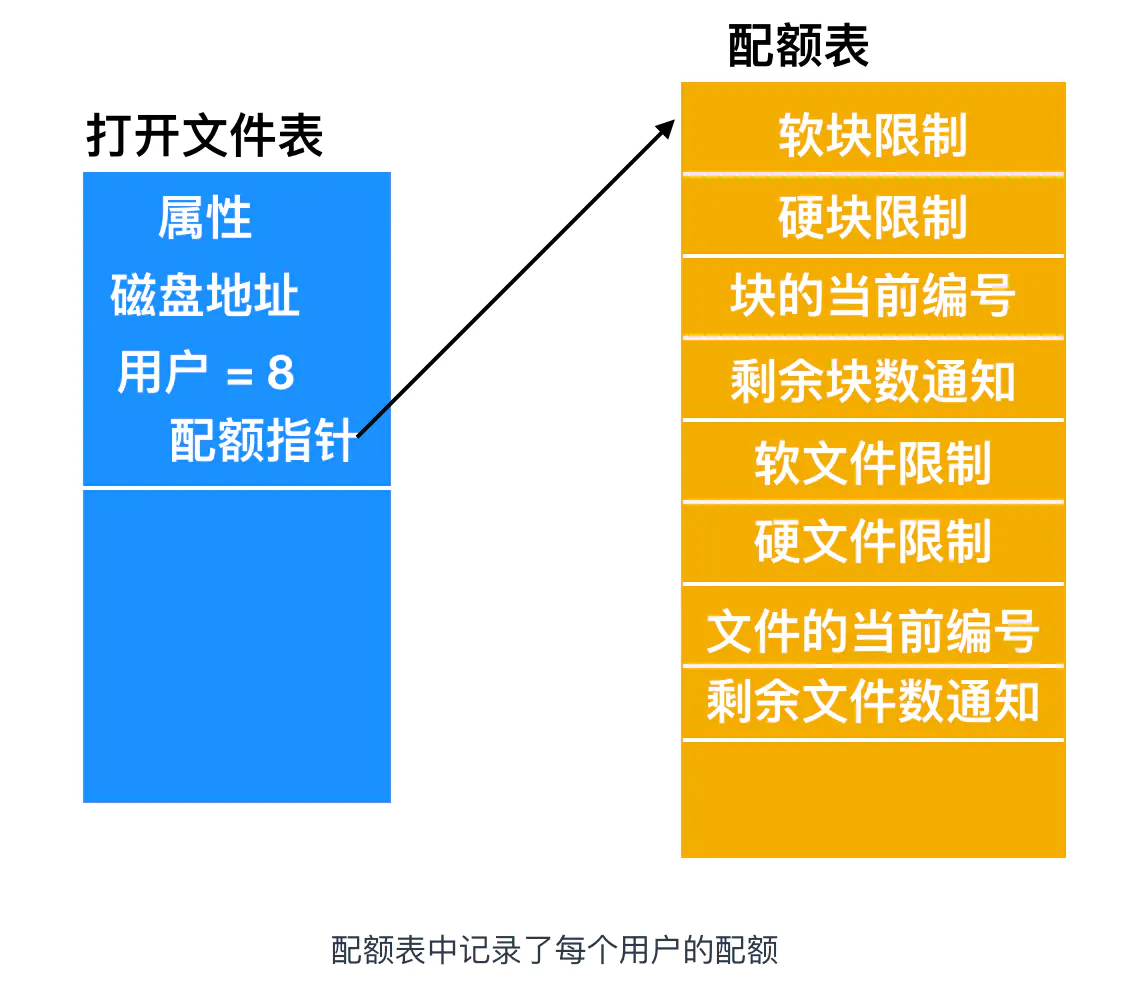 打开文件表
属性
磁盘地址
用户 = 8
配额指针
配额表
软块限制
硬块限制
块的当前编号
剩余块数通知
软文件限制
硬文件限制
文件的当前编号
剩余文件数通知
配额表中记录了每个用户的配额